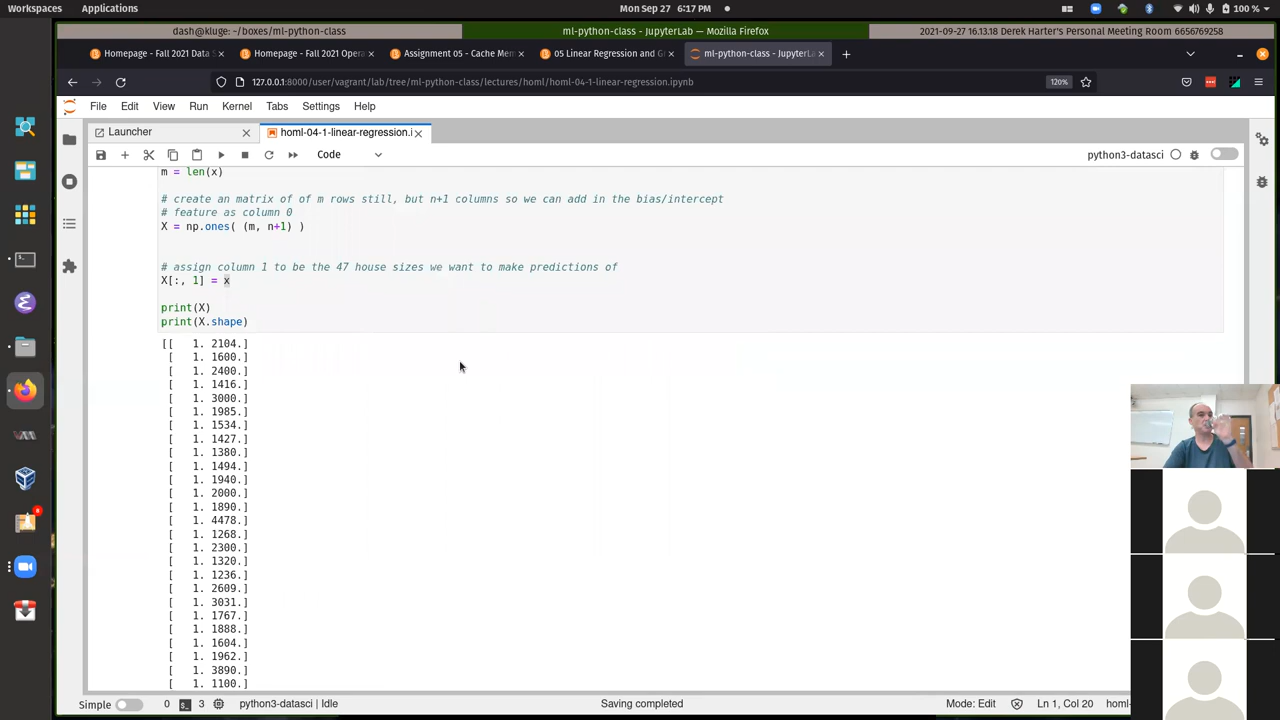 Workspaces Applications Mon Sep 27 6:17 PM 100 %
dash@kluge: ~/boxes/ml-python-class ml-python-class - JupyterLab — Mozilla Firefox 2021-09-27 16.13.18 Derek Harter's Personal Meeting Room 6656769258
Homepage - Fall 2021 Data S Homepage - Fall 2021 Opera Assignment 05 - Cache Mem 05 Linear Regression and Gr ml-python-class - JupyterLa
127.0.0.1:8000/user/vagrant/lab/tree/ml-python-class/lectures/homl/homl-04-1-linear-regression.ipynb 120%
File Edit View Run Kernel Tabs Settings Help
Launcher homl-04-1-linear-regression.i
Code python3-datasci
m = len(x)
# create an matrix of of m rows still, but n+1 columns so we can add in the bias/intercept
# feature as column 0
X = np.ones( (m, n+1) )
# assign column 1 to be the 47 house sizes we want to make predictions of
X[:, 1] = x
print(X)
print(X.shape)
[[ 1. 2104.]
[ 1. 1600.]
[ 1. 2400.]
[ 1. 1416.]
[ 1. 3000.]
[ 1. 1985.]
[ 1. 1534.]
[ 1. 1427.]
[ 1. 1380.]
[ 1. 1494.]
[ 1. 1940.]
[ 1. 2000.]
[ 1. 1890.]
[ 1. 4478.]
[ 1. 1268.]
[ 1. 2300.]
[ 1. 1320.]
[ 1. 1236.]
[ 1. 2609.]
[ 1. 3031.]
[ 1. 1767.]
[ 1. 1888.]
[ 1. 1604.]
[ 1. 1962.]
[ 1. 3890.]
[ 1. 1100.]
Simple 0 3 python3-datasci | Idle Saving completed Mode: Edit Ln 1, Col 20 homl-
8